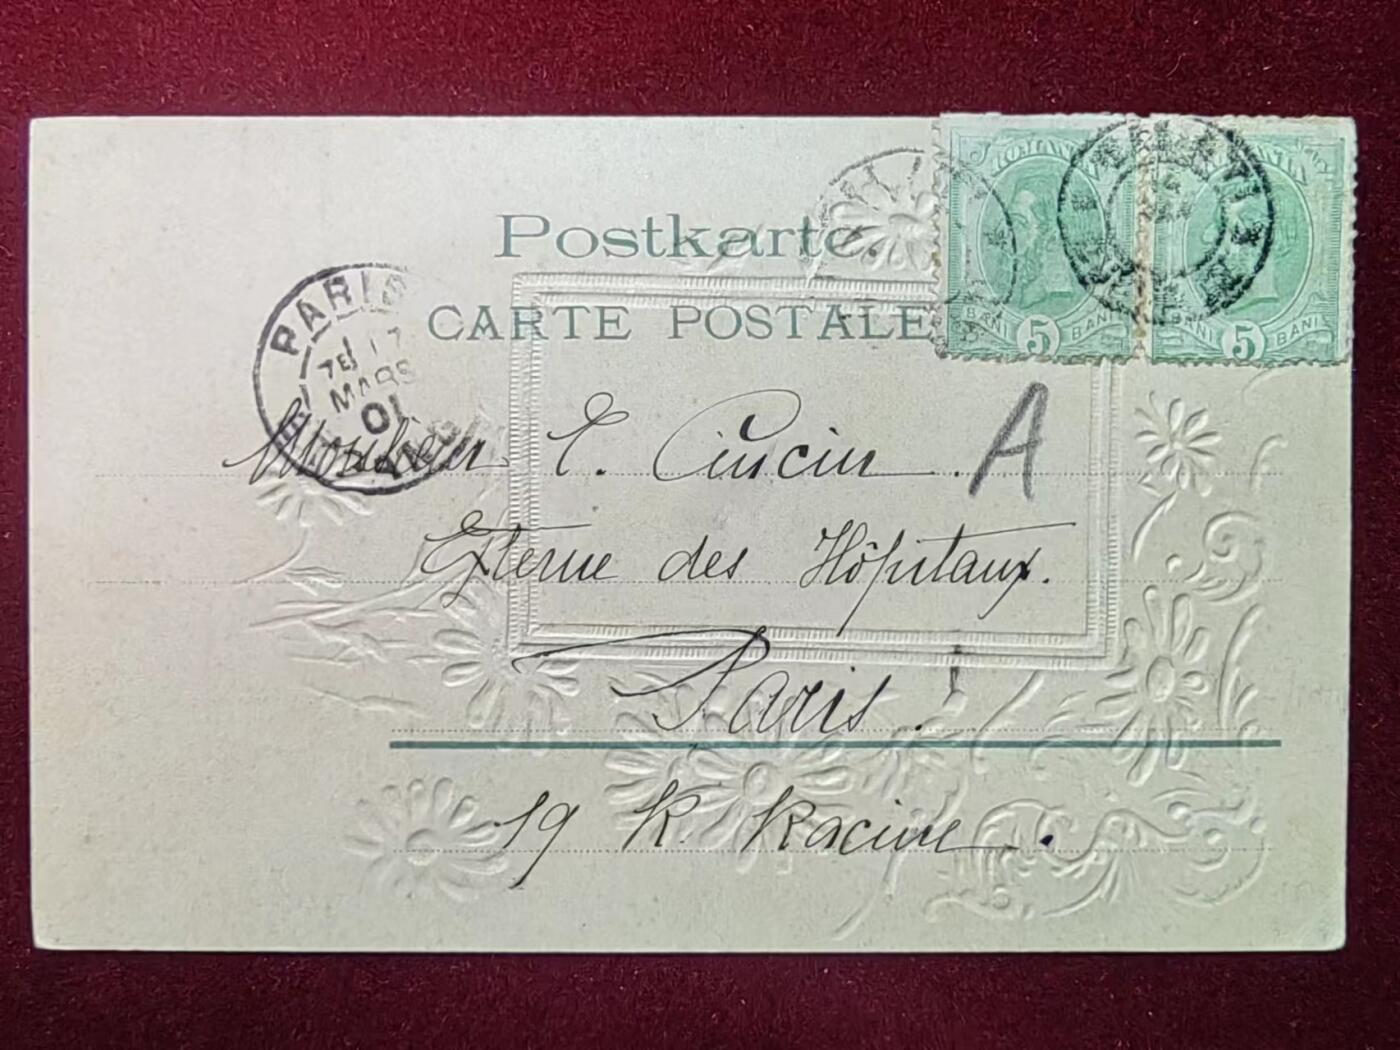 Postkarte.
CARTE POSTALE
ROMANIA
BANI 5 BANI
BANI 5 BANI
PARIS
7E 17
MARS
01
Monsieur E. Ciuciu
A
Externe des Hôpitaux.
Paris.
19 R. Racine.